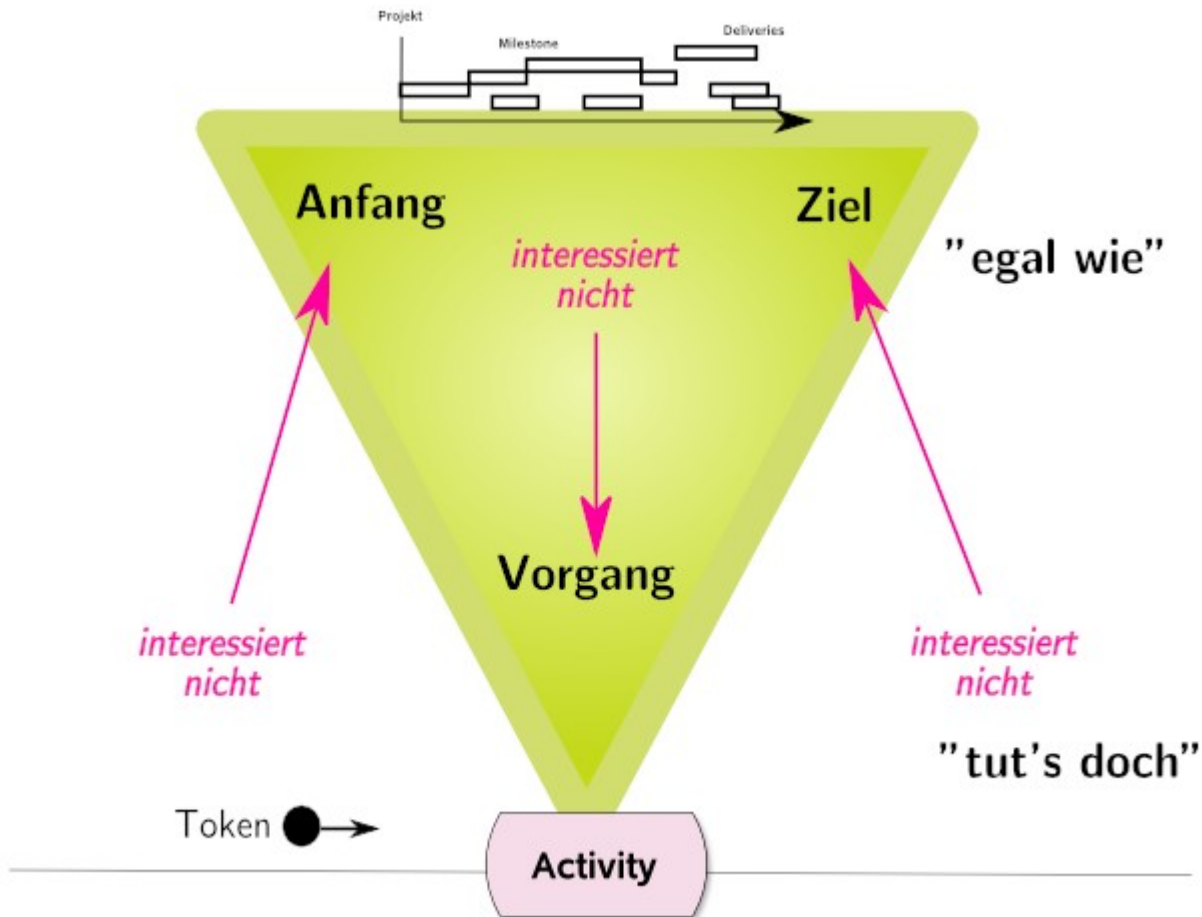 Projekt
Milestone
Deliveries
Anfang
Ziel
"egal wie"
interessiert
nicht
Vorgang
interessiert
nicht
interessiert
nicht
"tut's doch"
Token
Activity